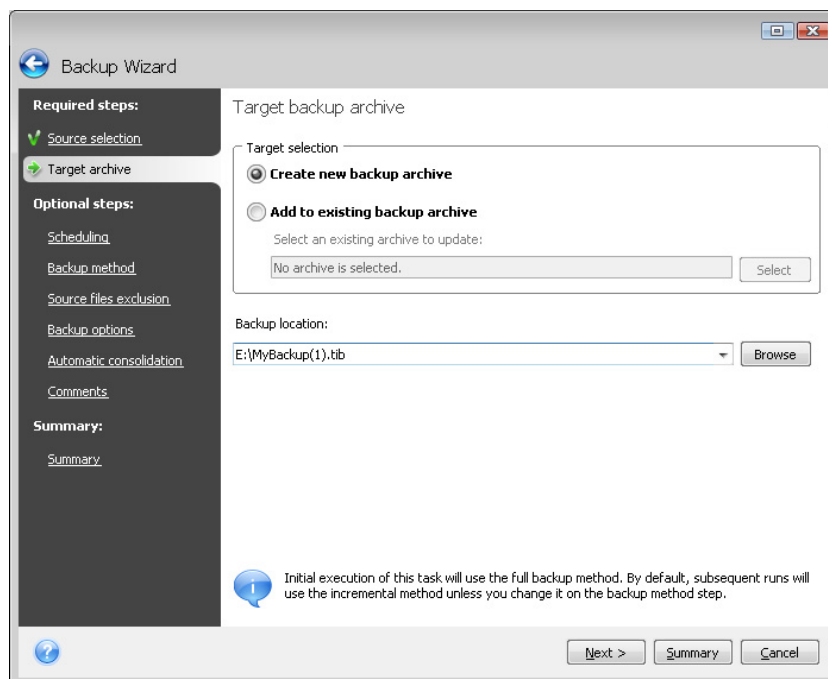 Backup Wizard
Required steps:
Source selection
Target archive
Optional steps:
Scheduling
Backup method
Source files exclusion
Backup options
Automatic consolidation
Comments
Summary:
Summary
Target backup archive
Target selection
Create new backup archive
Add to existing backup archive
Select an existing archive to update:
No archive is selected.
Select
Backup location:
E:\MyBackup(1).tib
Browse
Initial execution of this task will use the full backup method. By default, subsequent runs will
use the incremental method unless you change it on the backup method step.
Next >
Summary
Cancel